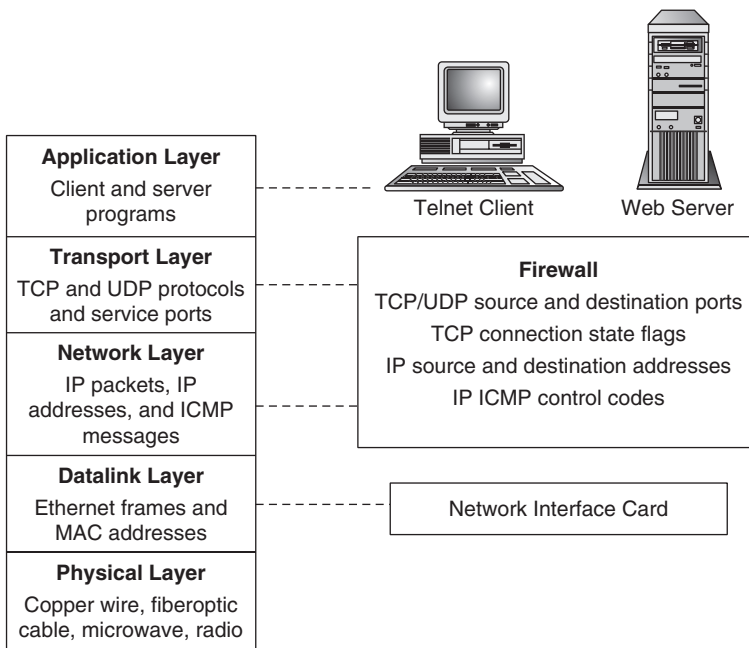 Application Layer
Client and server
programs
Telnet Client
Web Server
Transport Layer
TCP and UDP protocols
and service ports
Network Layer
IP packets, IP
addresses, and ICMP
messages
Firewall
TCP/UDP source and destination ports
TCP connection state flags
IP source and destination addresses
IP ICMP control codes
Datalink Layer
Ethernet frames and
MAC addresses
Network Interface Card
Physical Layer
Copper wire, fiberoptic
cable, microwave, radio